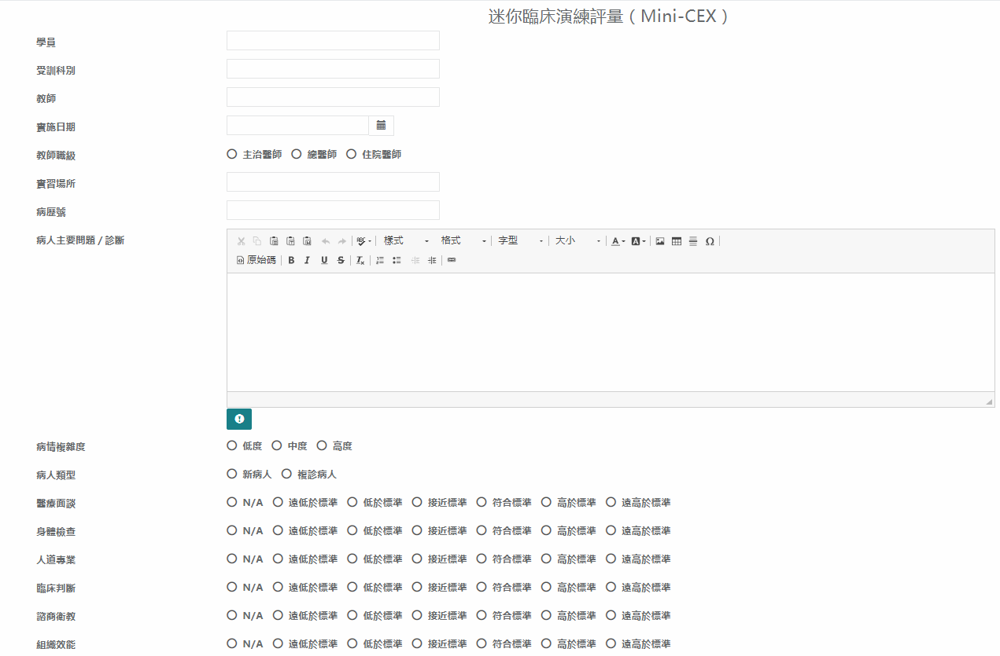 迷你臨床演練評量 ( Mini-CEX )
學員
受訓科別
教師
實施日期
教師職級 主治醫師 總醫師 住院醫師
實習場所
病歷號
病人主要問題 / 診斷 樣式 格式 字型 大小 A A Ω
原始碼 B I U S Tx
病情複雜度 低度 中度 高度
病人類型 新病人 複診病人
醫療面談 N/A 遠低於標準 低於標準 接近標準 符合標準 高於標準 遠高於標準
身體檢查 N/A 遠低於標準 低於標準 接近標準 符合標準 高於標準 遠高於標準
人道專業 N/A 遠低於標準 低於標準 接近標準 符合標準 高於標準 遠高於標準
臨床判斷 N/A 遠低於標準 低於標準 接近標準 符合標準 高於標準 遠高於標準
諮商衛教 N/A 遠低於標準 低於標準 接近標準 符合標準 高於標準 遠高於標準
組織效能 N/A 遠低於標準 低於標準 接近標準 符合標準 高於標準 遠高於標準